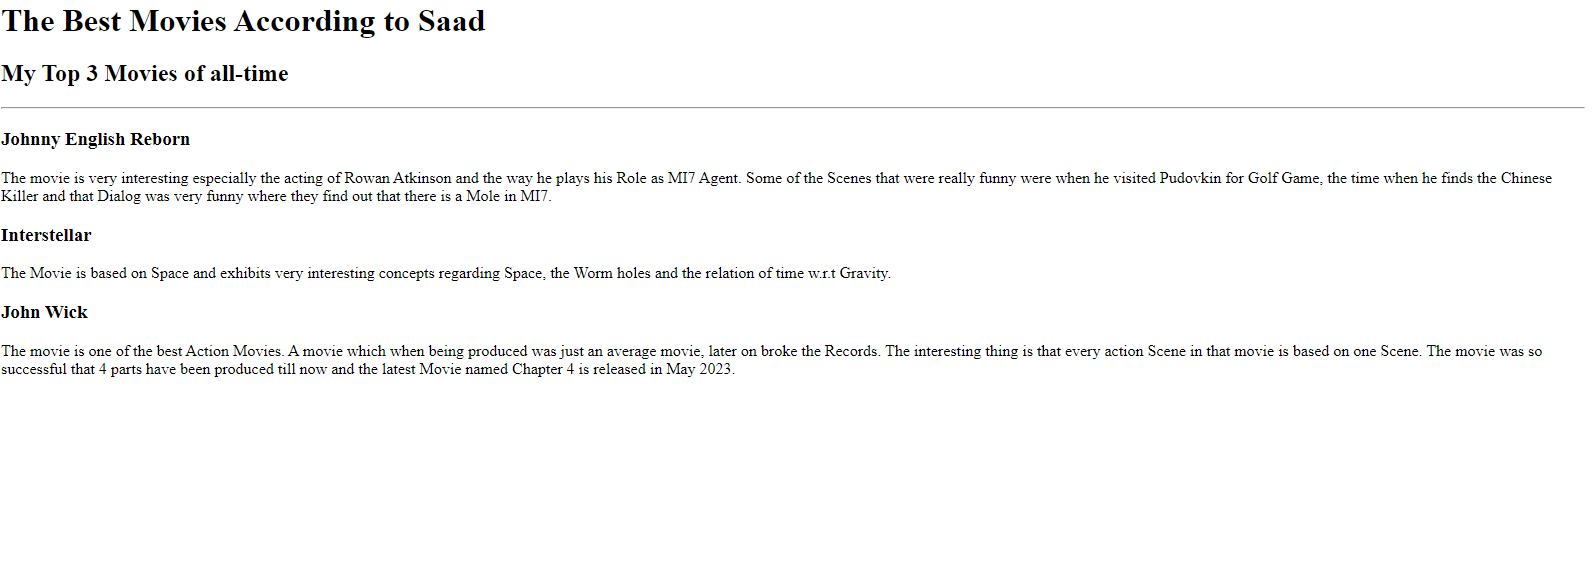 The Best Movies According to Saad
My Top 3 Movies of all-time
Johnny English Reborn
The movie is very interesting especially the acting of Rowan Atkinson and the way he plays his Role as MI7 Agent. Some of the Scenes that were really funny were when he visited Pudovkin for Golf Game, the time when he finds the Chinese
Killer and that Dialog was very funny where they find out that there is a Mole in MI7.
Interstellar
The Movie is based on Space and exhibits very interesting concepts regarding Space, the Worm holes and the relation of time w.r.t Gravity.
John Wick
The movie is one of the best Action Movies. A movie which when being produced was just an average movie, later on broke the Records. The interesting thing is that every action Scene in that movie is based on one Scene. The movie was so
successful that 4 parts have been produced till now and the latest Movie named Chapter 4 is released in May 2023.